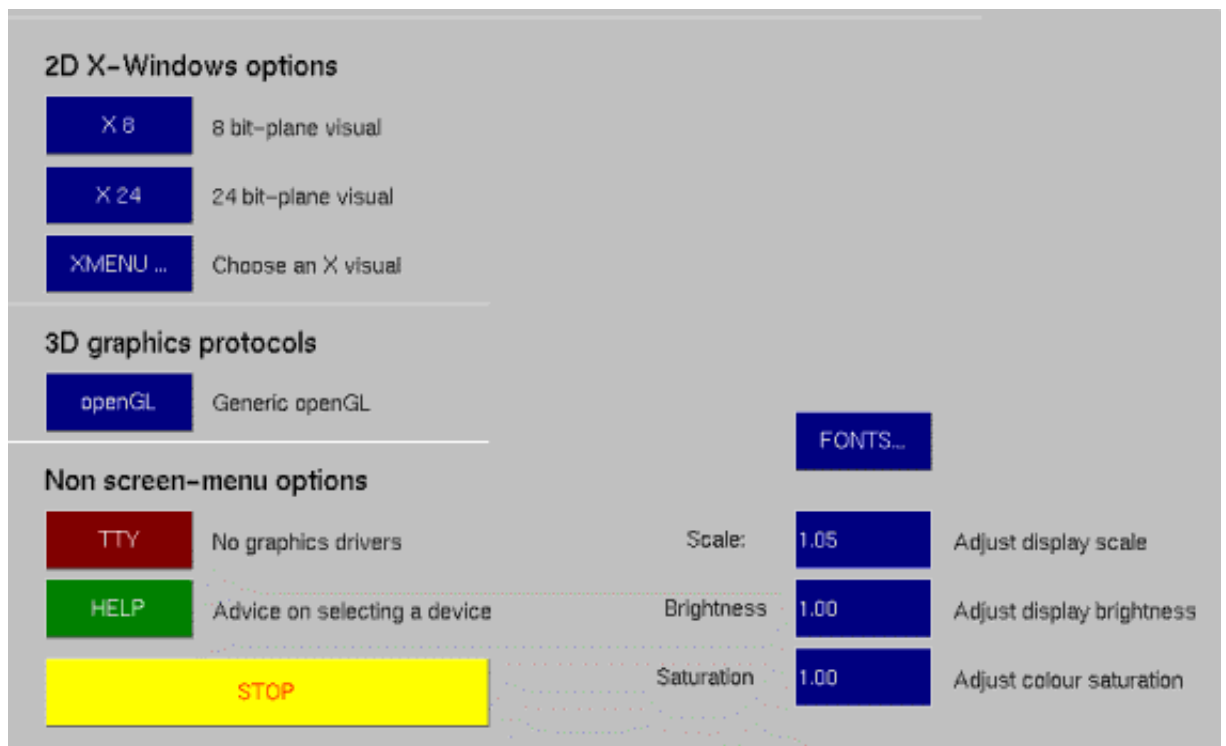 2D X-Windows options
X 8 8 bit-plane visual
X 24 24 bit-plane visual
XMENU ... Choose an X visual
3D graphics protocols
openGL Generic openGL
FONTS...
Non screen-menu options
TTY No graphics drivers
Scale: 1.05 Adjust display scale
HELP Advice on selecting a device
Brightness 1.00 Adjust display brightness
STOP
Saturation 1.00 Adjust colour saturation